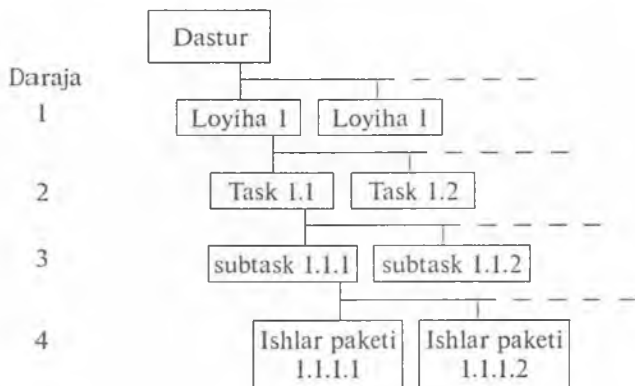 Dastur
Daraja
1 Loyiha 1 Loyiha 1
2 Task 1.1 Task 1.2
3 subtask 1.1.1 subtask 1.1.2
4 Ishlar paketi Ishlar paketi
1.1.1.1 1.1.1.2